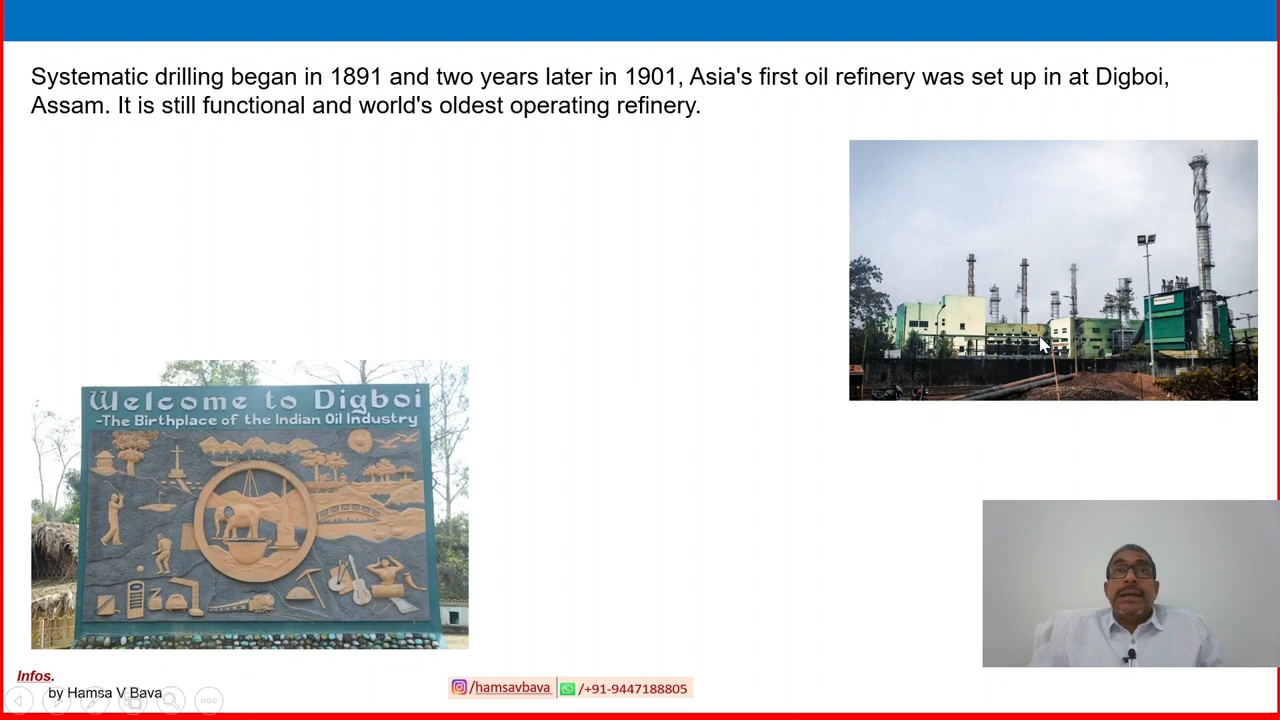 Systematic drilling began in 1891 and two years later in 1901, Asia's first oil refinery was set up in at Digboi,
Assam. It is still functional and world's oldest operating refinery.
Welcome to Digboi
-The Birthplace of the Indian Oil Industry
Infos.
by Hamsa V Bava
/hamsavbava
/+91-9447188805